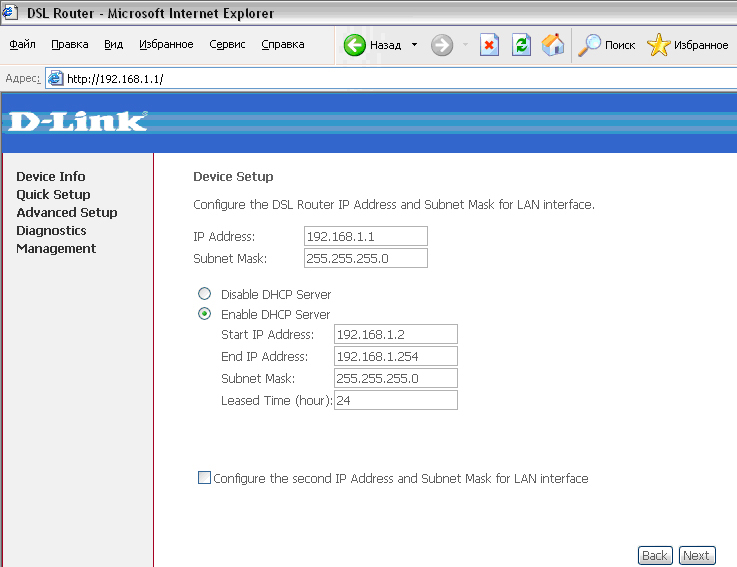 DSL Router - Microsoft Internet Explorer
Файл Правка Вид Избранное Сервис Справка Назад Поиск Избранное
Адрес: http://192.168.1.1/
D-Link
Device Info
Quick Setup
Advanced Setup
Diagnostics
Management
Device Setup
Configure the DSL Router IP Address and Subnet Mask for LAN interface.
IP Address: 192.168.1.1
Subnet Mask: 255.255.255.0
Disable DHCP Server
Enable DHCP Server
Start IP Address: 192.168.1.2
End IP Address: 192.168.1.254
Subnet Mask: 255.255.255.0
Leased Time (hour): 24
Configure the second IP Address and Subnet Mask for LAN interface
Back Next